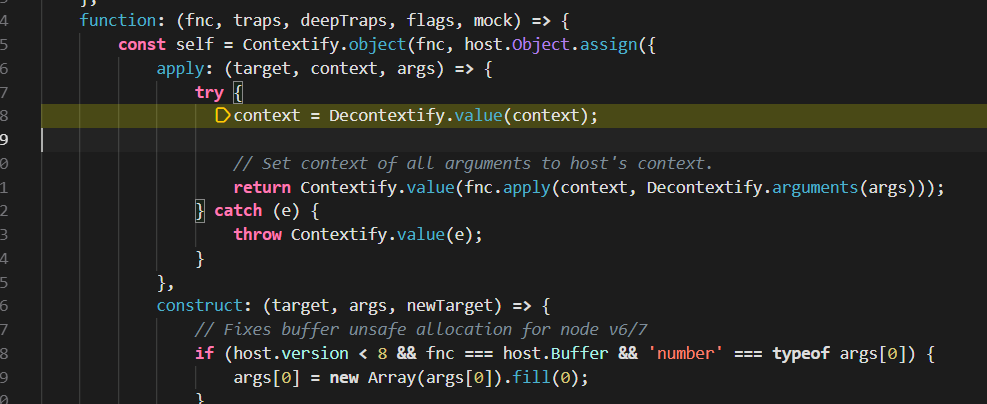 4 function: (fnc, traps, deepTraps, flags, mock) => {
5 const self = Contextify.object(fnc, host.Object.assign({
6 apply: (target, context, args) => {
7 try {
8 context = Decontextify.value(context);
9
0 // Set context of all arguments to host's context.
1 return Contextify.value(fnc.apply(context, Decontextify.arguments(args)));
2 } catch (e) {
3 throw Contextify.value(e);
4 }
5 },
6 construct: (target, args, newTarget) => {
7 // Fixes buffer unsafe allocation for node v6/7
8 if (host.version < 8 && fnc === host.Buffer && 'number' === typeof args[0]) {
9 args[0] = new Array(args[0]).fill(0);
0 }